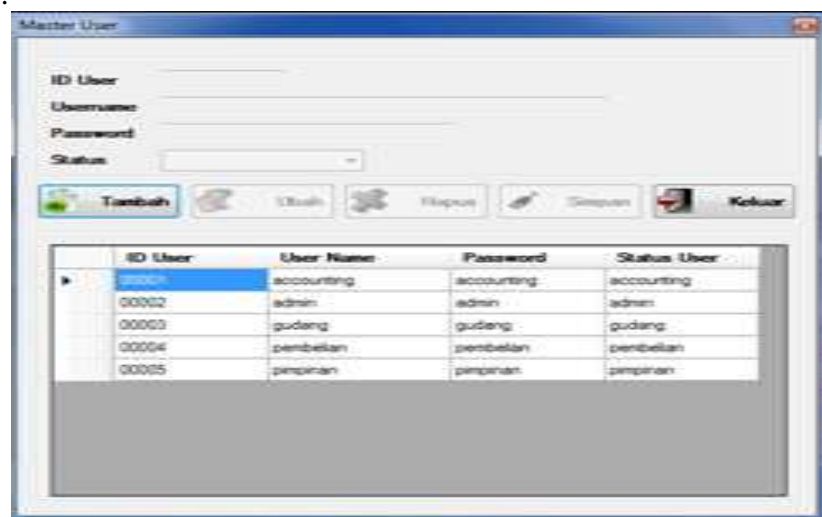 .
Master User
ID User
Username
Password
Status
Tambah Ubah Hapus Simpan Keluar
ID User User Name Password Status User
00001 accounting accounting accounting
00002 admin admin admin
00003 gudang gudang gudang
00004 pembelian pembelian pembelian
00005 pimpinan pimpinan pimpinan